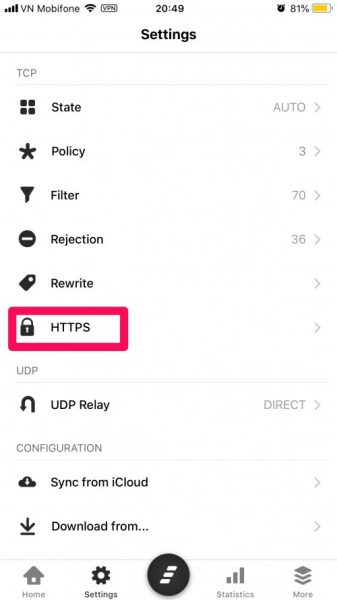 VN Mobifone VPN 20:49 81%
Settings
TCP
State AUTO
Policy 3
Filter 70
Rejection 36
Rewrite
HTTPS
UDP
UDP Relay DIRECT
CONFIGURATION
Sync from iCloud
Download from...
Home Settings Statistics More